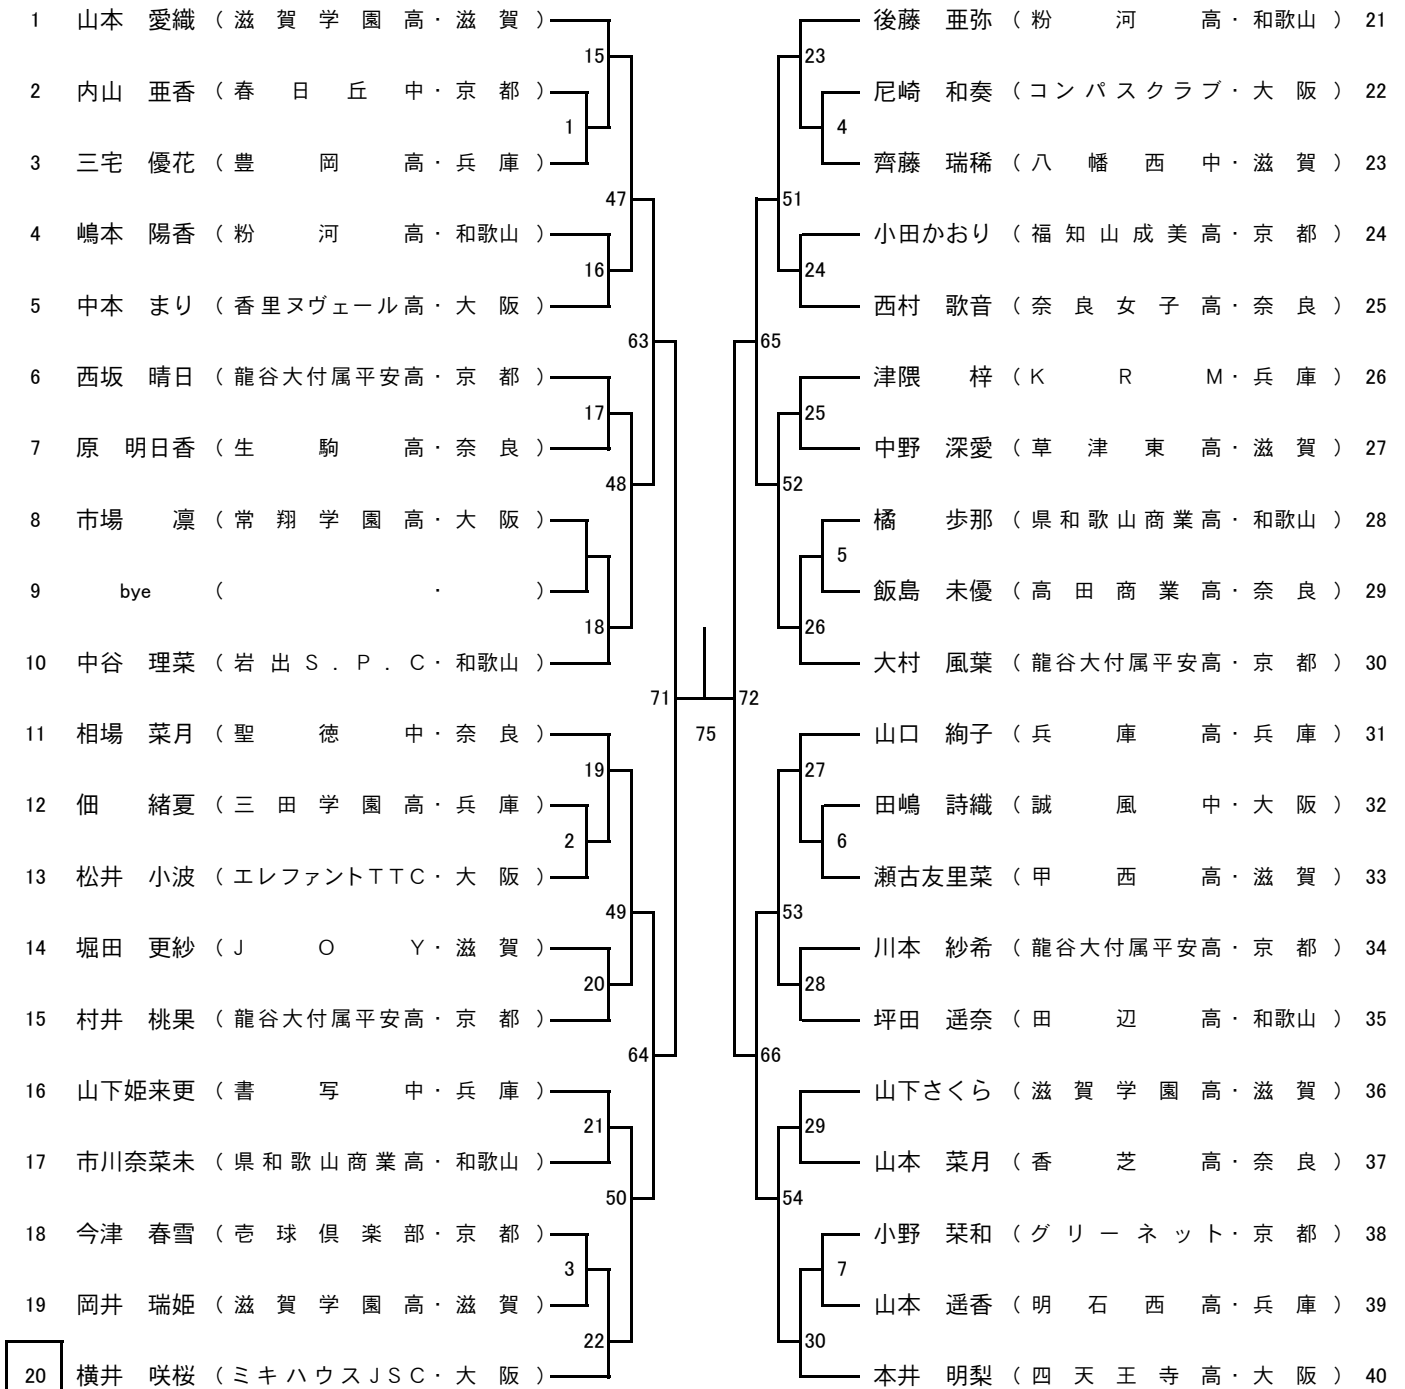 1 山本 愛織 ( 滋賀学園高・滋賀 )
15
2 内山 亜香 ( 春日丘中・京都 )
1
3 三宅 優花 ( 豊岡高・兵庫 )
47
4 嶋本 陽香 ( 粉河高・和歌山 )
16
5 中本 まり ( 香里ヌヴェール高・大阪 )
63
6 西坂 晴日 ( 龍谷大付属平安高・京都 )
17
7 原 明日香 ( 生駒高・奈良 )
48
8 市場 凛 ( 常翔学園高・大阪 )
9 bye ( ・ )
18
10 中谷 理菜 ( 岩出S.P.C・和歌山 )
71
11 相場 菜月 ( 聖徳中・奈良 )
19
12 佃 緒夏 ( 三田学園高・兵庫 )
2
13 松井 小波 ( エレファントTTC・大阪 )
49
14 堀田 更紗 ( JOY・滋賀 )
20
15 村井 桃果 ( 龍谷大付属平安高・京都 )
64
16 山下姫来更 ( 書写中・兵庫 )
21
17 市川奈菜未 ( 県和歌山商業高・和歌山 )
50
18 今津 春雪 ( 壱球倶楽部・京都 )
3
19 岡井 瑞姫 ( 滋賀学園高・滋賀 )
22
20 横井 咲桜 ( ミキハウスJSC・大阪 )
75
後藤 亜弥 ( 粉河高・和歌山 ) 21
23
尼崎 和奏 ( コンパスクラブ・大阪 ) 22
4
齊藤 瑞稀 ( 八幡西中・滋賀 ) 23
51
小田かおり ( 福知山成美高・京都 ) 24
24
西村 歌音 ( 奈良女子高・奈良 ) 25
65
津隈 梓 ( KRM・兵庫 ) 26
25
中野 深愛 ( 草津東高・滋賀 ) 27
52
橘 歩那 ( 県和歌山商業高・和歌山 ) 28
5
飯島 未優 ( 高田商業高・奈良 ) 29
26
大村 風葉 ( 龍谷大付属平安高・京都 ) 30
72
山口 絢子 ( 兵庫高・兵庫 ) 31
27
田嶋 詩織 ( 誠風中・大阪 ) 32
6
瀬古友里菜 ( 甲西高・滋賀 ) 33
53
川本 紗希 ( 龍谷大付属平安高・京都 ) 34
28
坪田 遥奈 ( 田辺高・和歌山 ) 35
66
山下さくら ( 滋賀学園高・滋賀 ) 36
29
山本 菜月 ( 香芝高・奈良 ) 37
54
小野 栞和 ( グリーネット・京都 ) 38
7
山本 遥香 ( 明石西高・兵庫 ) 39
30
本井 明梨 ( 四天王寺高・大阪 ) 40